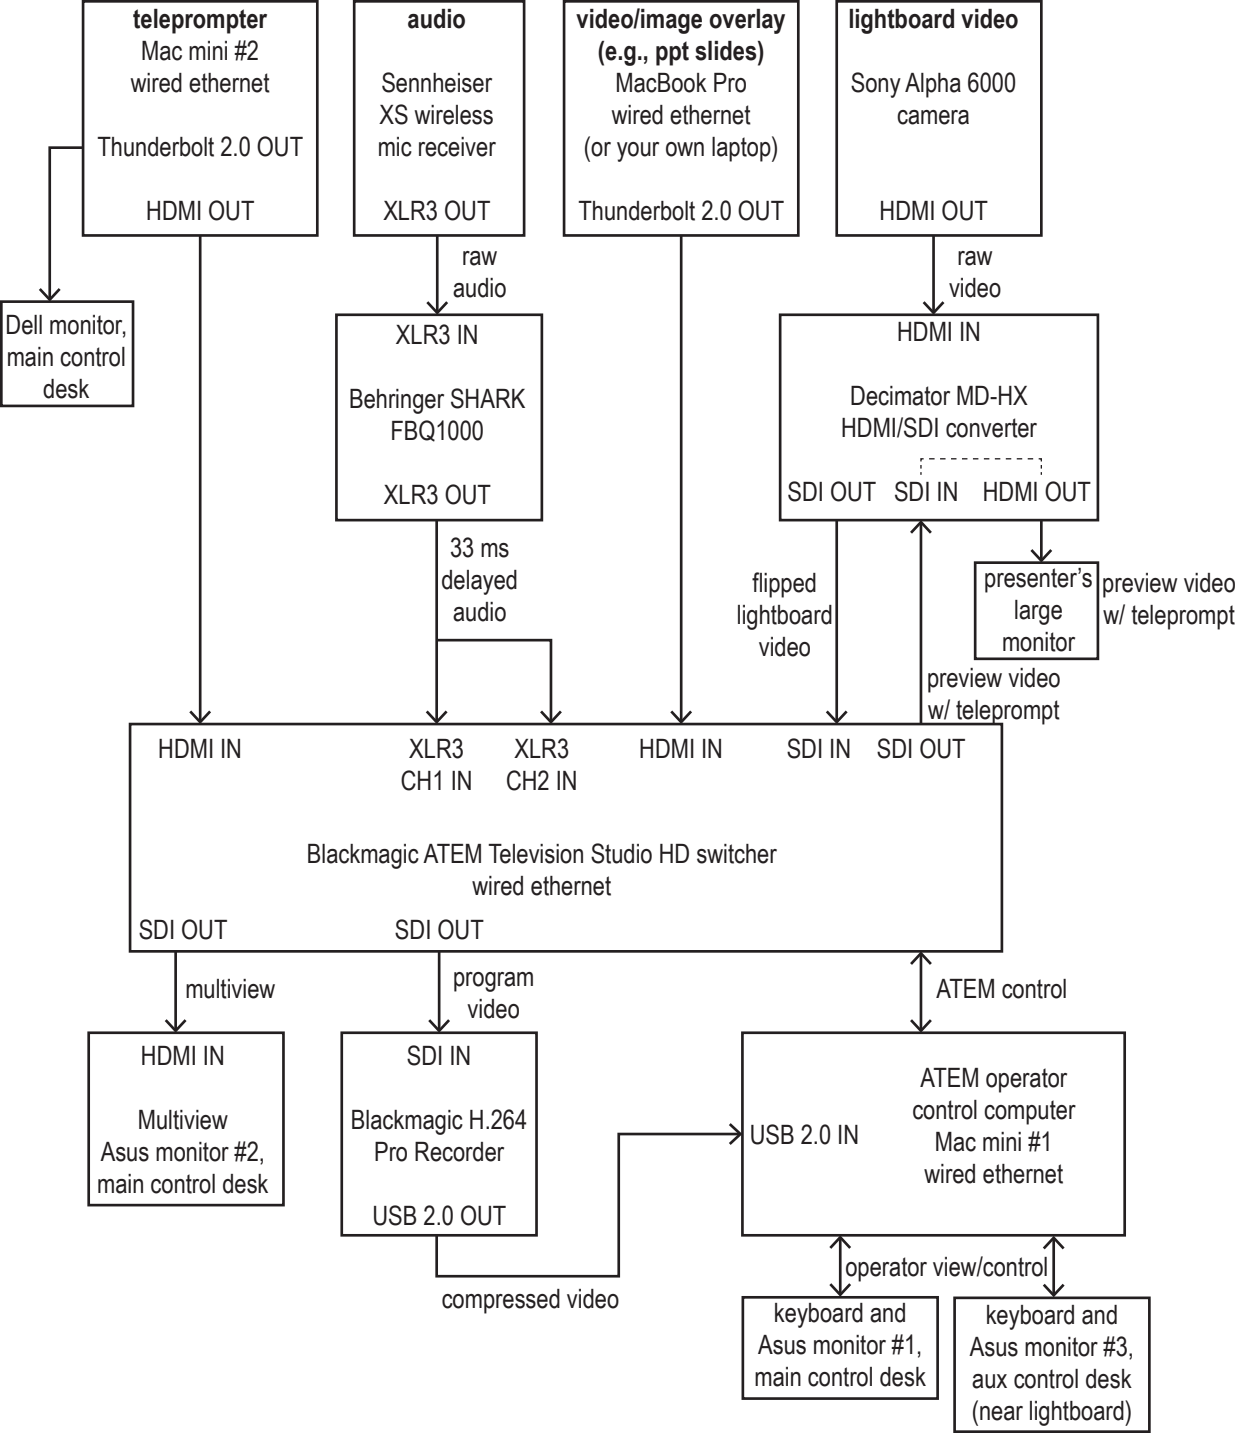 teleprompter
Mac mini #2
wired ethernet
Thunderbolt 2.0 OUT
HDMI OUT
audio
Sennheiser
XS wireless
mic receiver
XLR3 OUT
video/image overlay
(e.g., ppt slides)
MacBook Pro
wired ethernet
(or your own laptop)
Thunderbolt 2.0 OUT
lightboard video
Sony Alpha 6000
camera
HDMI OUT
raw
audio
raw
video
Dell monitor,
main control
desk
XLR3 IN
Behringer SHARK
FBQ1000
XLR3 OUT
HDMI IN
Decimator MD-HX
HDMI/SDI converter
SDI OUT
SDI IN
HDMI OUT
33 ms
delayed
audio
flipped
lightboard
video
presenter's
large
monitor
preview video
w/ teleprompt
preview video
w/ teleprompt
HDMI IN
XLR3
CH1 IN
XLR3
CH2 IN
HDMI IN
SDI IN
SDI OUT
Blackmagic ATEM Television Studio HD switcher
wired ethernet
SDI OUT
SDI OUT
multiview
program
video
ATEM control
HDMI IN
Multiview
Asus monitor #2,
main control desk
SDI IN
Blackmagic H.264
Pro Recorder
USB 2.0 OUT
USB 2.0 IN
ATEM operator
control computer
Mac mini #1
wired ethernet
compressed video
operator view/control
keyboard and
Asus monitor #1,
main control desk
keyboard and
Asus monitor #3,
aux control desk
(near lightboard)